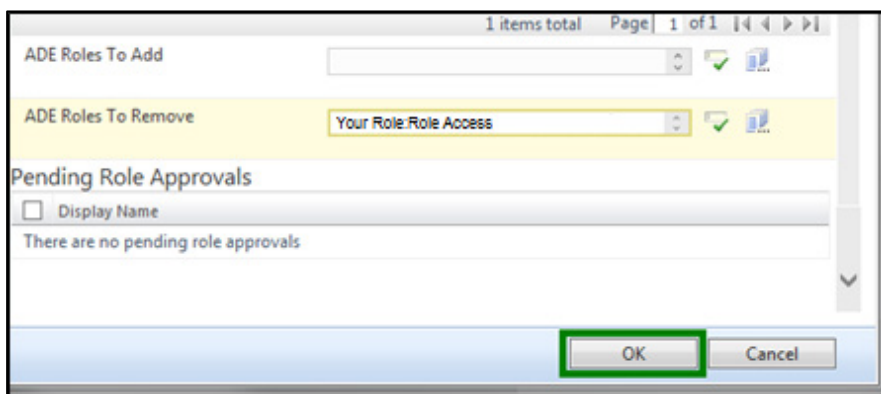 1 items total Page 1 of 1
ADE Roles To Add
ADE Roles To Remove Your Role:Role Access
Pending Role Approvals
Display Name
There are no pending role approvals
OK Cancel